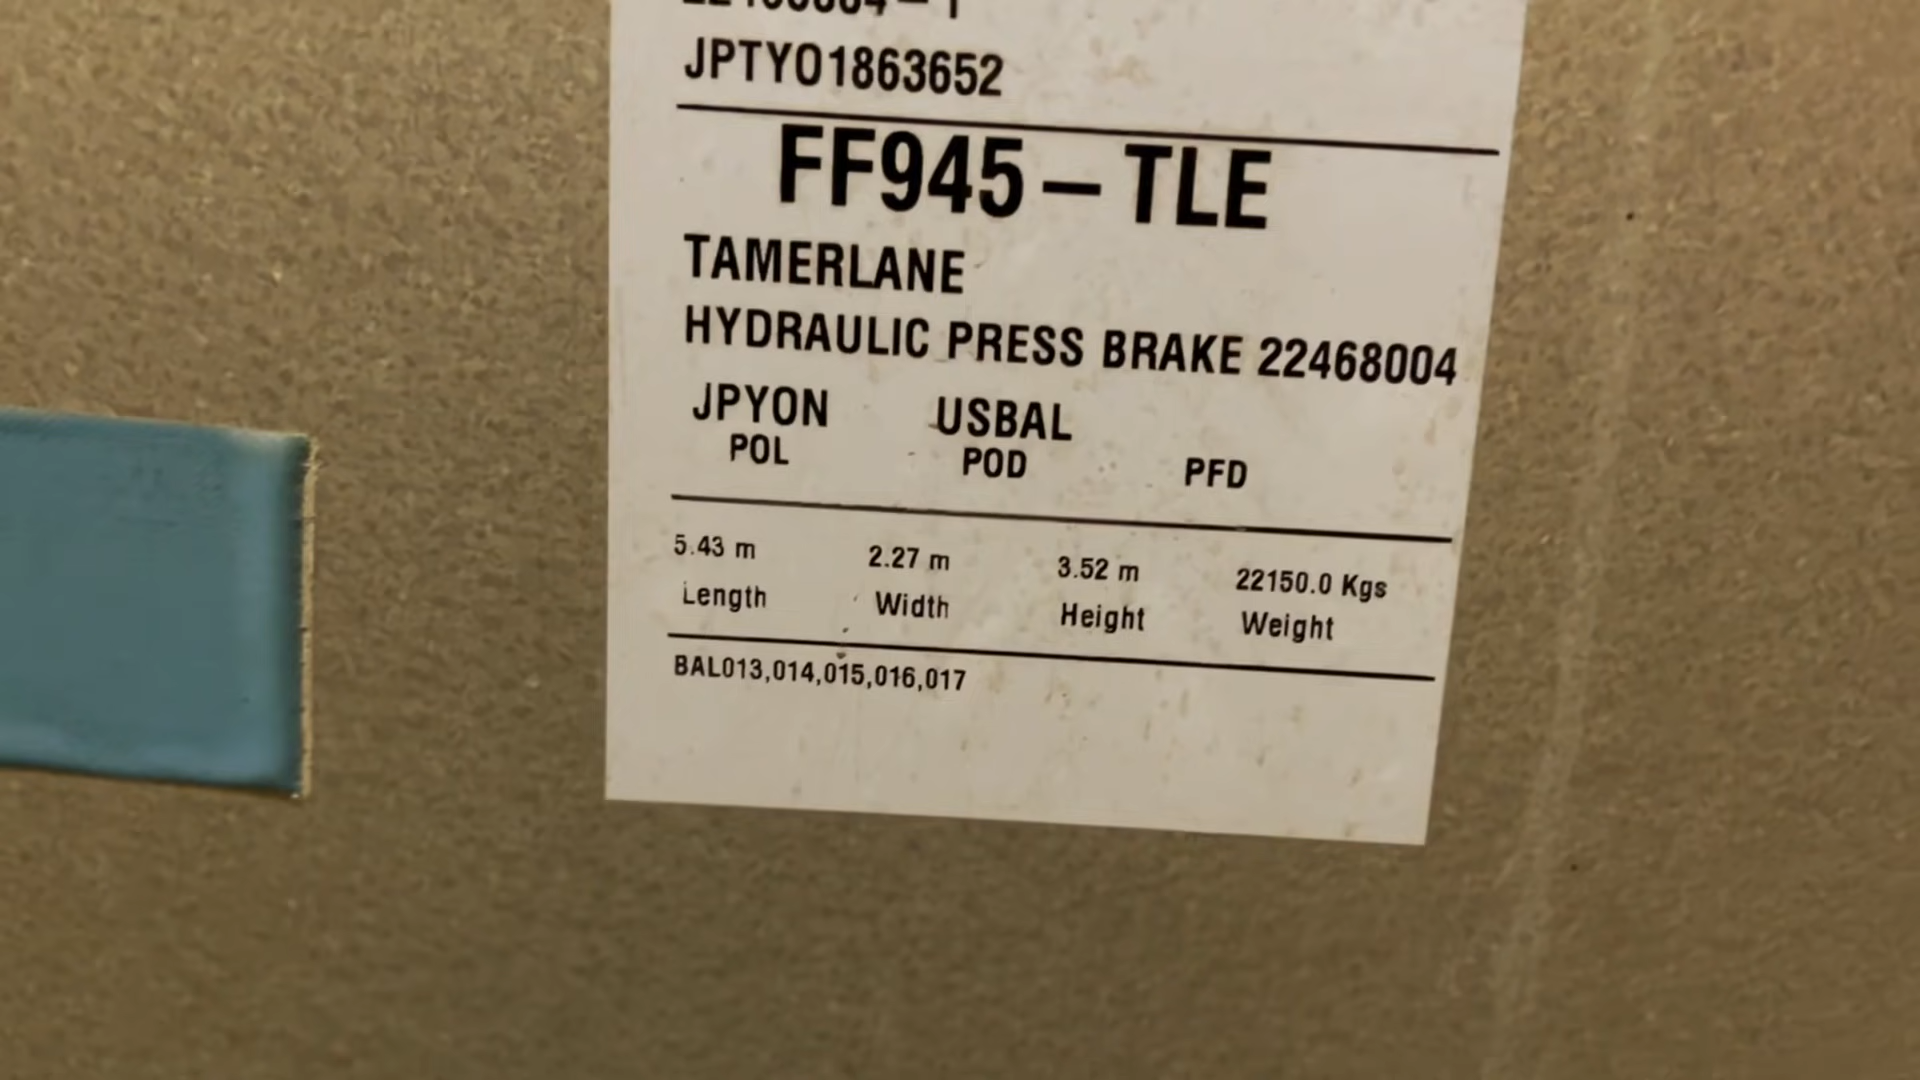 JPTYO1863652
FF945 – TLE
TAMERLANE
HYDRAULIC PRESS BRAKE 22468004
JPYON USBAL
POL POD PFD
5.43 m 2.27 m 3.52 m 22150.0 Kgs
Length Width Height Weight
BAL013,014,015,016,017